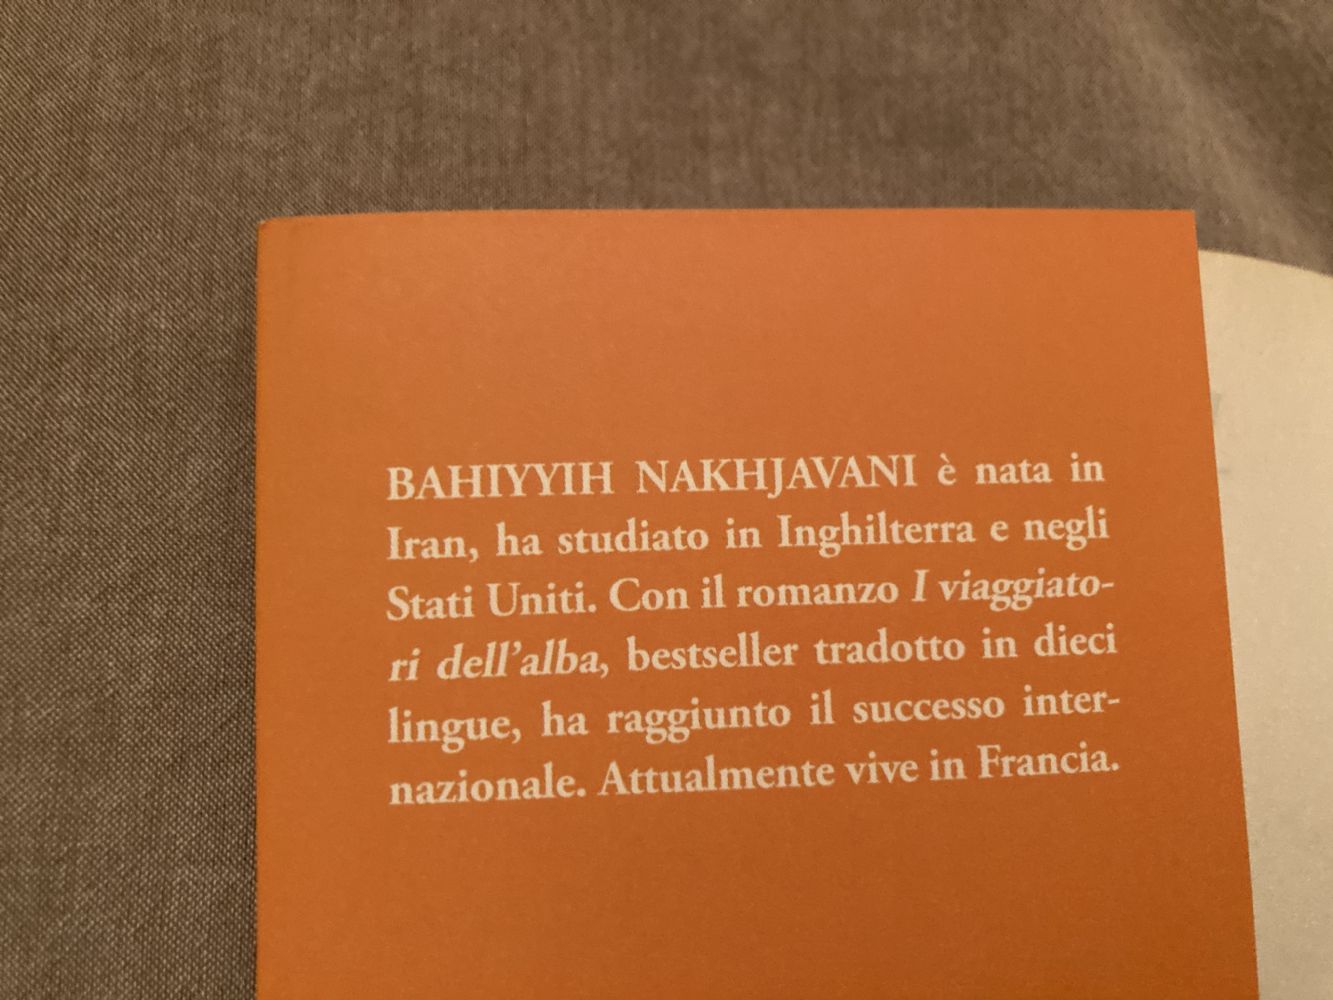 BAHIYYIH NAKHJAVANI è nata in
Iran, ha studiato in Inghilterra e negli
Stati Uniti. Con il romanzo I viaggiato-
ri dell’alba, bestseller tradotto in dieci
lingue, ha raggiunto il successo inter-
nazionale. Attualmente vive in Francia.